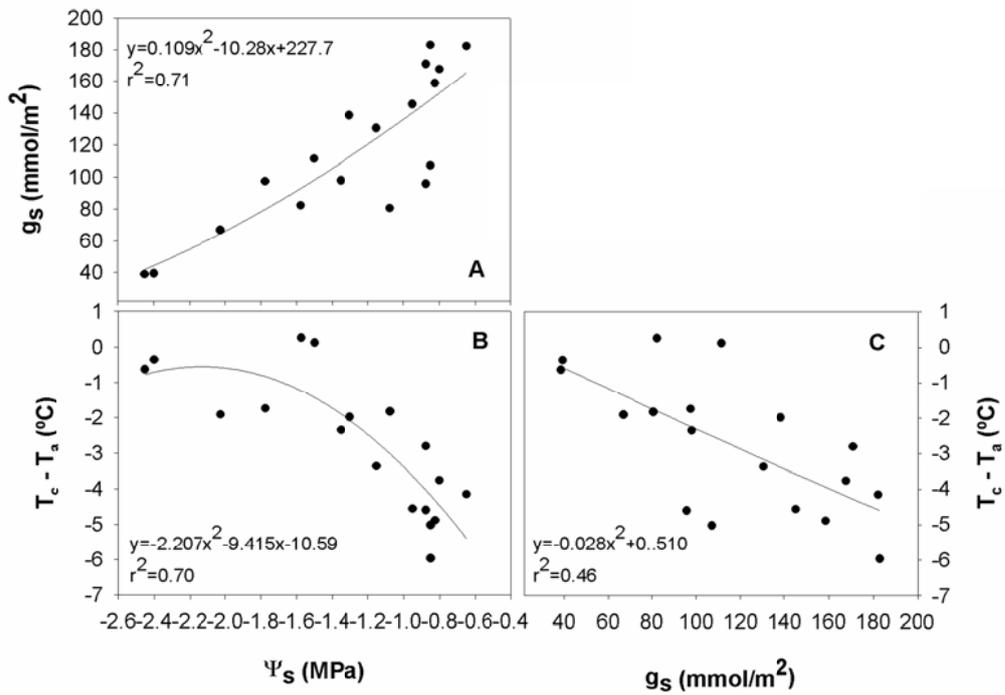 200
180
160
140
120
100
80
60
40
gs (mmol/m2)
y=0.109x2-10.28x+227.7
r2=0.71
A
1
0
-1
-2
-3
-4
-5
-6
-7
Tc - Ta (ºC)
B
y=-2.207x2-9.415x-10.59
r2=0.70
-2.6-2.4-2.2-2.0-1.8-1.6-1.4-1.2-1.0-0.8-0.6-0.4
Ψs (MPa)
C
y=-0.028x2+0..510
r2=0.46
1
0
-1
-2
-3
-4
-5
-6
-7
Tc - Ta (ºC)
40 60 80 100 120 140 160 180 200
gs (mmol/m2)